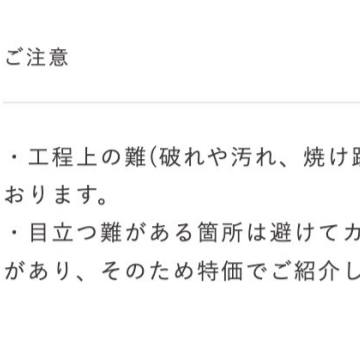 ご注意
・工程上の難(破れや汚れ、焼け
おります。
・目立つ難がある箇所は避けてカ
があり、そのため特価でご紹介し